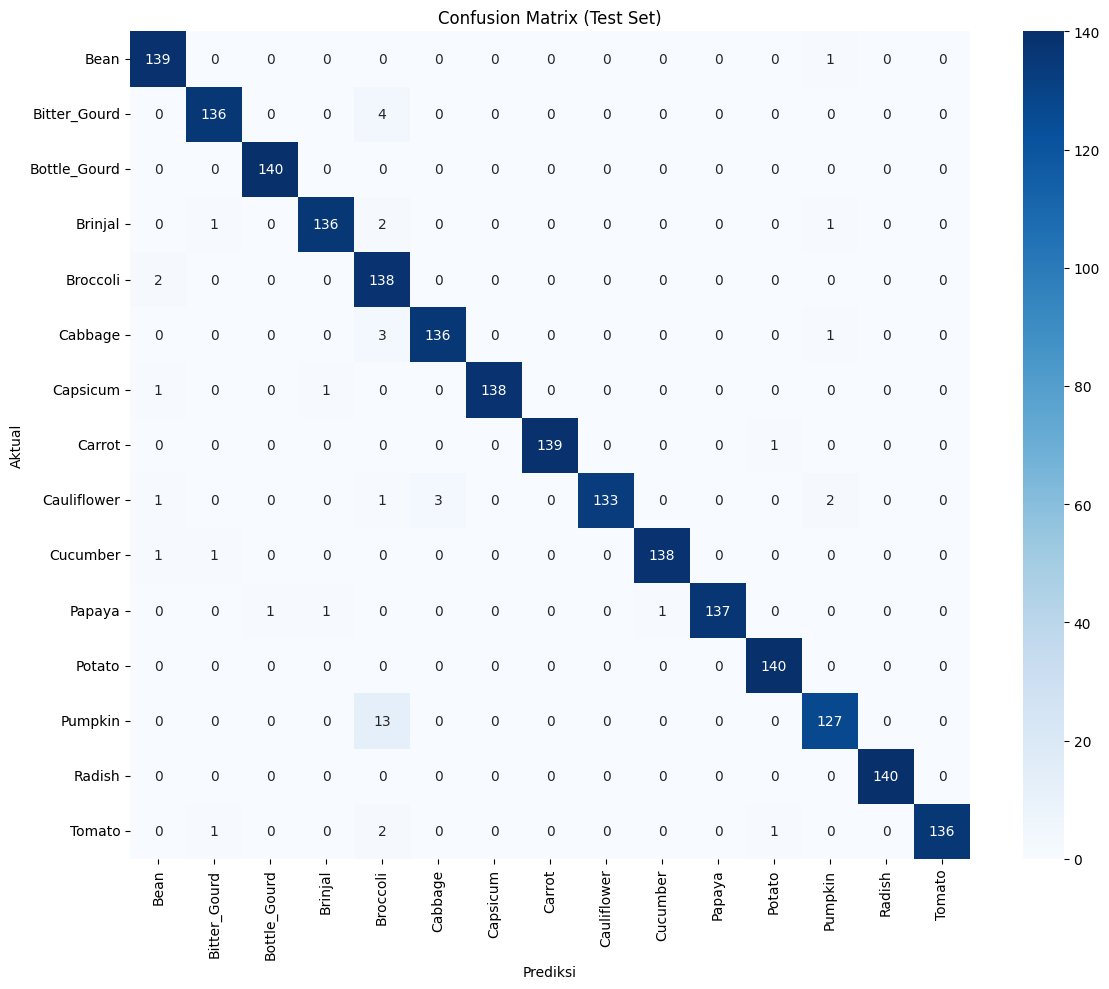 Confusion Matrix (Test Set)
Bean 139 0 0 0 0 0 0 0 0 0 0 0 1 0 0
Bitter_Gourd 0 136 0 0 4 0 0 0 0 0 0 0 0 0 0
Bottle_Gourd 0 0 140 0 0 0 0 0 0 0 0 0 0 0 0
Brinjal 0 1 0 136 2 0 0 0 0 0 0 0 1 0 0
Broccoli 2 0 0 0 138 0 0 0 0 0 0 0 0 0 0
Cabbage 0 0 0 0 3 136 0 0 0 0 0 0 1 0 0
Capsicum 1 0 0 1 0 0 138 0 0 0 0 0 0 0 0
Carrot 0 0 0 0 0 0 0 139 0 0 0 1 0 0 0
Cauliflower 1 0 0 0 1 3 0 0 133 0 0 0 2 0 0
Cucumber 1 1 0 0 0 0 0 0 0 138 0 0 0 0 0
Papaya 0 0 1 1 0 0 0 0 0 1 137 0 0 0 0
Potato 0 0 0 0 0 0 0 0 0 0 0 140 0 0 0
Pumpkin 0 0 0 0 13 0 0 0 0 0 0 0 127 0 0
Radish 0 0 0 0 0 0 0 0 0 0 0 0 0 140 0
Tomato 0 1 0 0 2 0 0 0 0 0 0 1 0 0 136
Aktual
Bean Bitter_Gourd Bottle_Gourd Brinjal Broccoli Cabbage Capsicum Carrot Cauliflower Cucumber Papaya Potato Pumpkin Radish Tomato
Prediksi
140
120
100
80
60
40
20
0